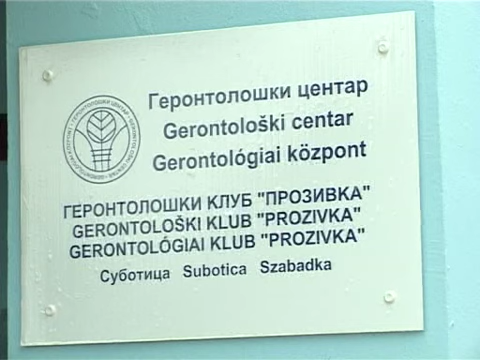 Геронтолошки центар
Gerontološki centar
Gerontológiai központ
ГЕРОНТОЛОШКИ КЛУБ "ПРОЗИВКА"
GERONTOLOŠKI KLUB "PROZIVKA"
GERONTOLÓGIAI KLUB "PROZIVKA"
Суботица Subotica Szabadka